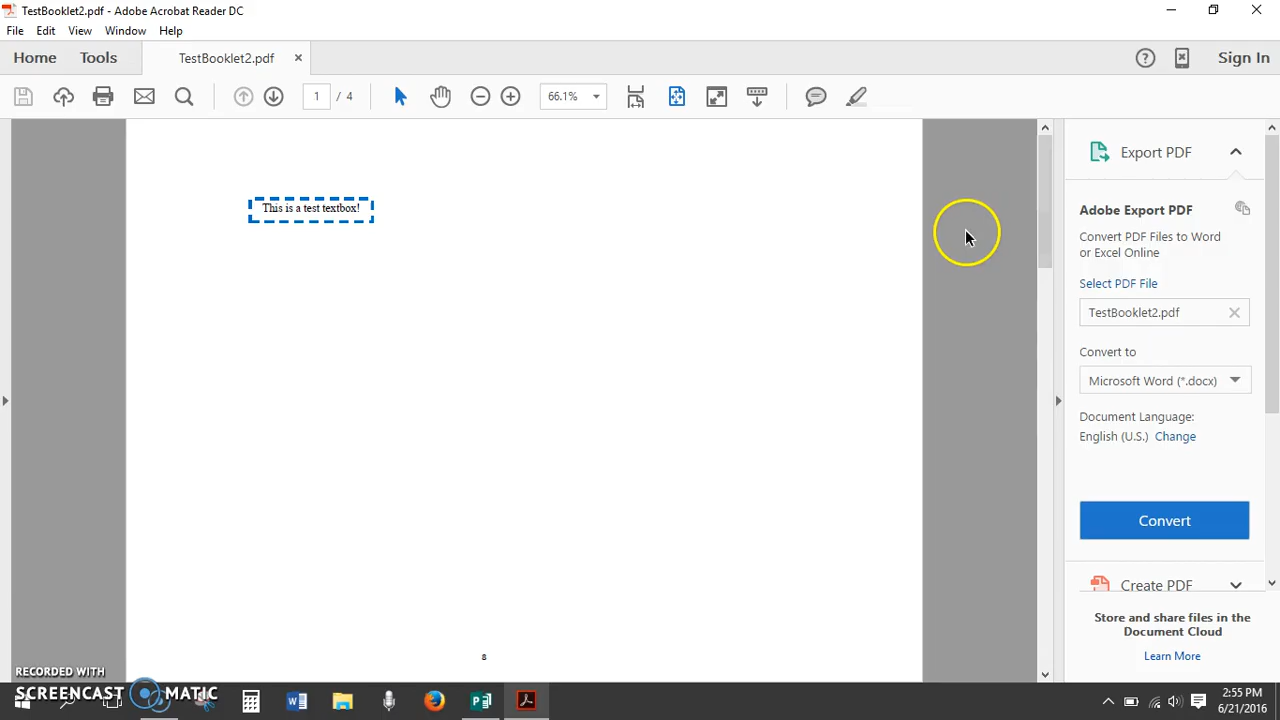 TestBooklet2.pdf - Adobe Acrobat Reader DC
File Edit View Window Help
Home Tools TestBooklet2.pdf × Sign In
1 / 4 66.1%
This is a test textbox!
8
Export PDF
Adobe Export PDF
Convert PDF Files to Word
or Excel Online
Select PDF File
TestBooklet2.pdf
Convert to
Microsoft Word (*.docx)
Document Language:
English (U.S.) Change
Convert
Create PDF
Store and share files in the
Document Cloud
Learn More
RECORDED WITH
SCREENCAST MATIC
2:55 PM
6/21/2016